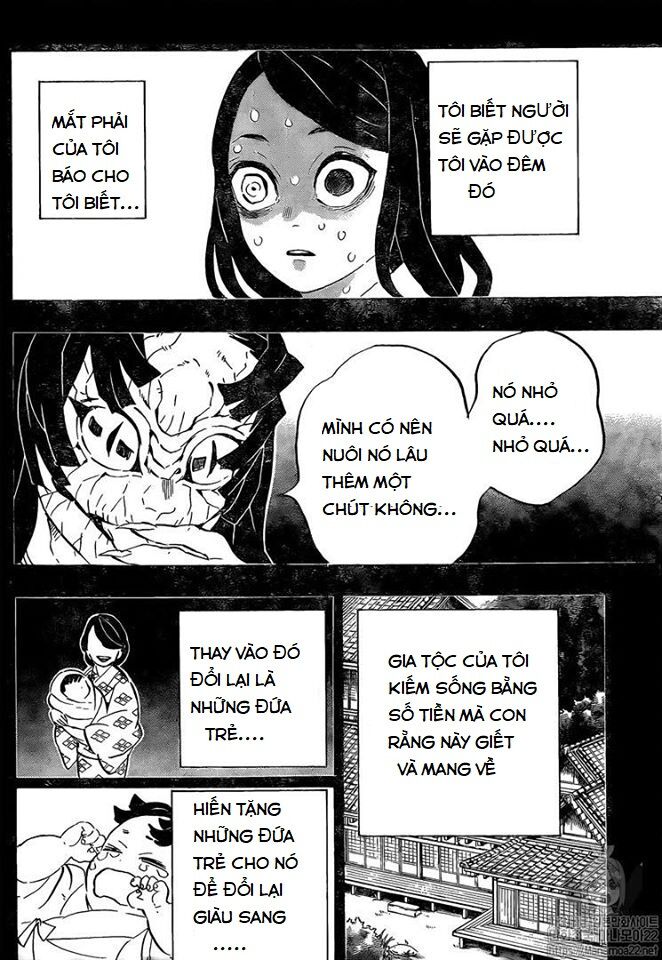 TÔI BIẾT NGƯỜI
SẼ GẶP ĐƯỢC
TÔI VÀO ĐÊM
ĐÓ
MẮT PHẢI
CỦA TÔI
BÁO CHO
TÔI BIẾT...
NÓ NHỎ
QUÁ....
NHỎ QUÁ...
MÌNH CÓ NÊN
NUÔI NÓ LÂU
THÊM MỘT
CHÚT KHÔNG...
GIA TỘC CỦA TÔI
KIẾM SỐNG BẰNG
SỐ TIỀN MÀ CON
RẰNG NÀY GIẾT
VÀ MANG VỀ
THAY VÀO ĐÓ
ĐỔI LẠI LÀ
NHỮNG ĐỨA
TRẺ....
HIẾN TẶNG
NHỮNG ĐỨA
TRẺ CHO NÓ
ĐỂ ĐỔI LẠI
GIÀU SANG
.....